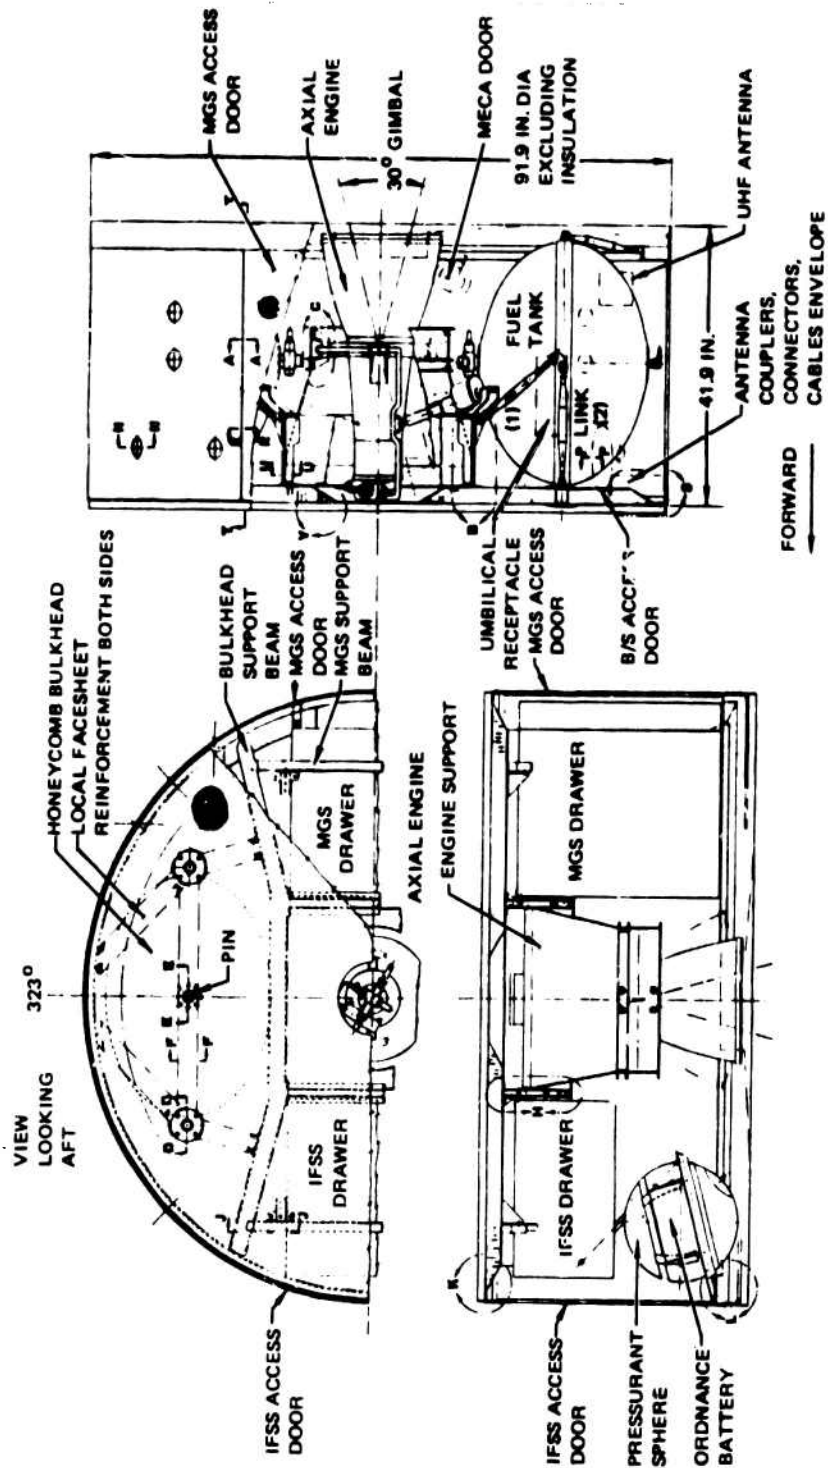 VIEW
LOOKING
AFT
323°
HONEYCOMB BULKHEAD
LOCAL FACESHEET
REINFORCEMENT BOTH SIDES
BULKHEAD
SUPPORT
BEAM
MGS ACCESS
DOOR
MGS SUPPORT
BEAM
PIN
IFSS
DRAWER
MGS
DRAWER
IFSS ACCESS
DOOR
AXIAL ENGINE
MGS ACCESS
DOOR
AXIAL
ENGINE
30° GIMBAL
MECA DOOR
91.9 IN. DIA
EXCLUDING
INSULATION
FUEL
TANK
(1)
LINK
(2)
41.9 IN.
UHF ANTENNA
ANTENNA
COUPLERS,
CONNECTORS,
CABLES ENVELOPE
FORWARD
UMBILICAL
RECEPTACLE
B/S ACCESS
DOOR
MGS ACCESS
DOOR
ENGINE SUPPORT
MGS DRAWER
IFSS DRAWER
IFSS ACCESS
DOOR
PRESSURANT
SPHERE
ORDNANCE
BATTERY
A
A
C
N
N
U
U
Y
B
B
E
E
F
F
D
D
J
J
H
K
L